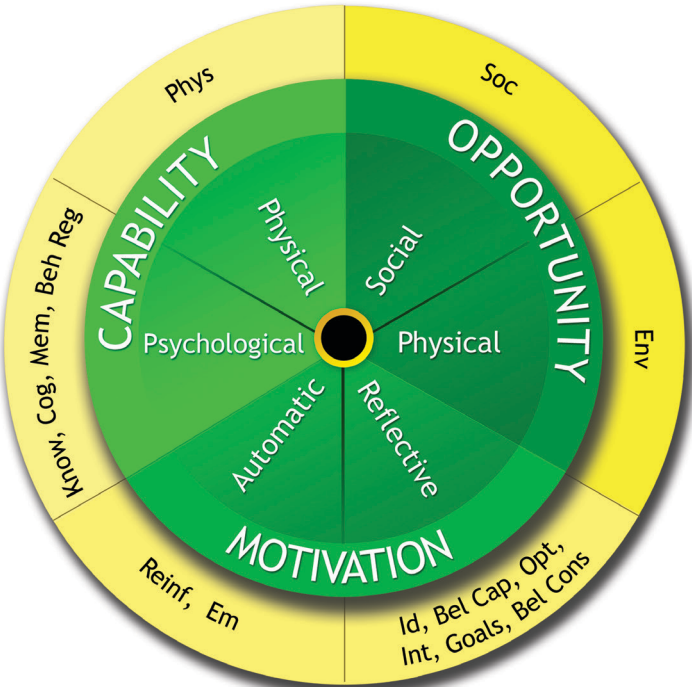 Phys
Soc
CAPABILITY
OPPORTUNITY
Physical
Social
Know, Cog, Mem, Beh Reg
Psychological
Physical
Env
Automatic
Reflective
MOTIVATION
Reinf, Em
Id, Bel Cap, Opt,
Int, Goals, Bel Cons